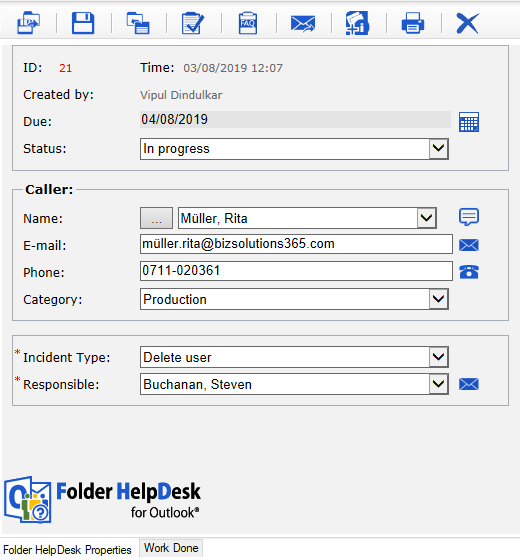 FAQ
ID: 21 Time: 03/08/2019 12:07
Created by: Vipul Dindulkar
Due: 04/08/2019
Status: In progress
Caller:
Name: ... Müller, Rita
E-mail: müller.rita@bizsolutions365.com
Phone: 0711-020361
Category: Production
* Incident Type: Delete user
* Responsible: Buchanan, Steven
Folder HelpDesk
for Outlook®
Folder HelpDesk Properties Work Done